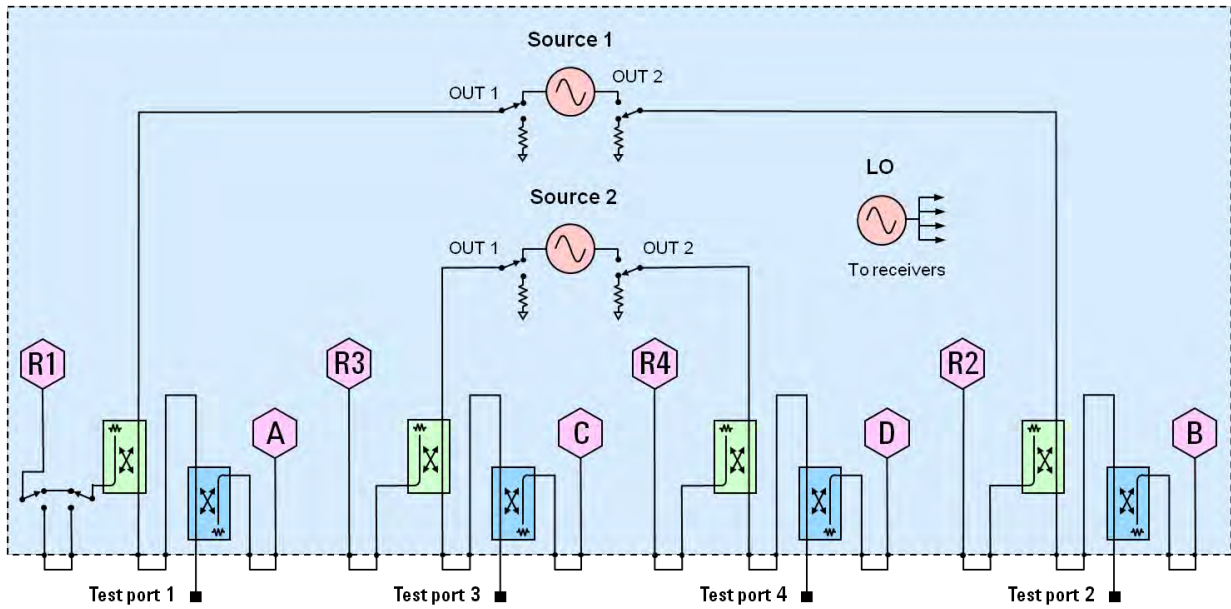 Source 1
OUT 1
OUT 2
LO
Source 2
OUT 1
OUT 2
To receivers
R1
R3
R4
R2
A
C
D
B
Test port 1
Test port 3
Test port 4
Test port 2